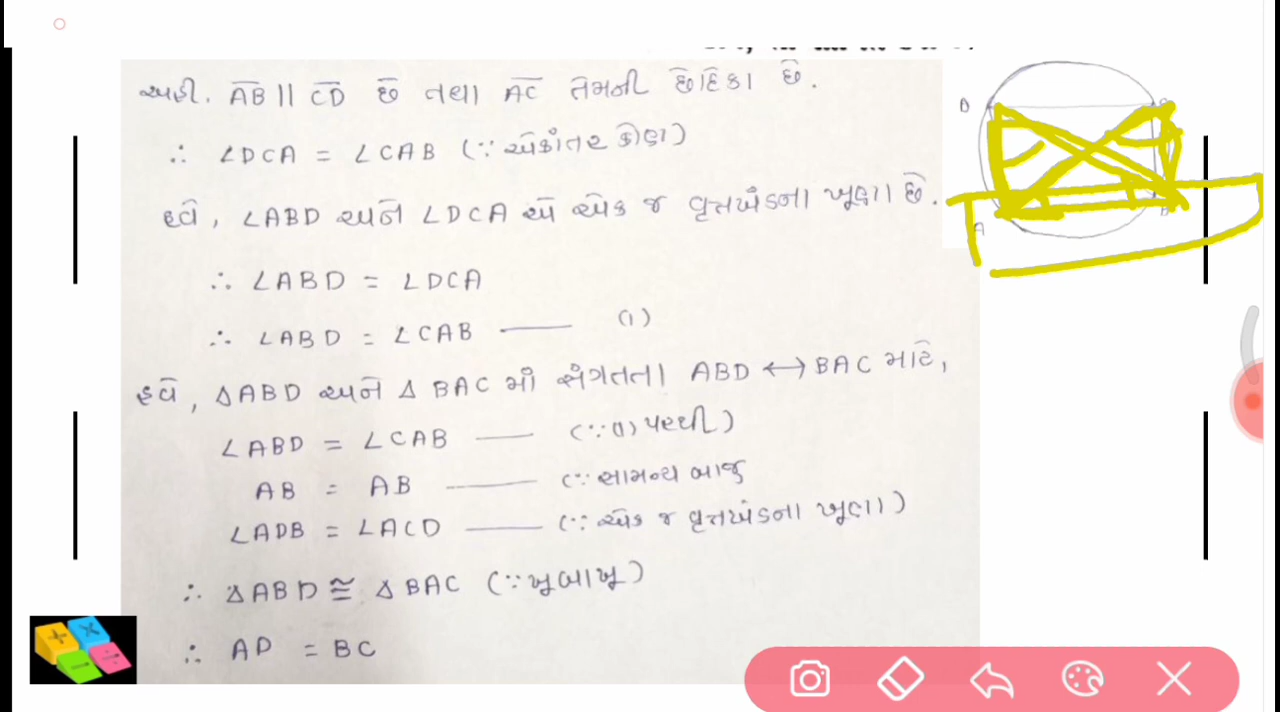 અહી. AB || CD છે તથા AC તેમની છેદિકા છે.
∴ ∠DCA = ∠CAB (∵ એકાંતર કોણ)
હવે, ∠ABD અને ∠DCA એ એક જ વૃત્તખંડના ખૂણા છે.
∴ ∠ABD = ∠DCA
∴ ∠ABD = ∠CAB —— (1)
હવે, ΔABD અને ΔBAC માં સંગતતા ABD ↔ BAC માટે,
∠ABD = ∠CAB —— (∵ (1) પરથી)
AB = AB —— (∵ સામન્ય બાજુ
∠ADB = ∠ACD —— (∵ એક જ વૃત્તખંડના ખૂણા)
∴ ΔABD ≅ ΔBAC (∵ ખૂબાખૂ)
∴ AD = BC
D
A
B